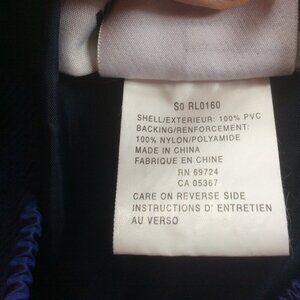 S0 RL0160
SHELL/EXTERIEUR: 100% PVC
BACKING/RENFORCEMENT:
100% NYLON/POLYAMIDE
MADE IN CHINA
FABRIQUE EN CHINE
RN 69724
CA 05367
CARE ON REVERSE SIDE
INSTRUCTIONS D' ENTRETIEN
AU VERSO